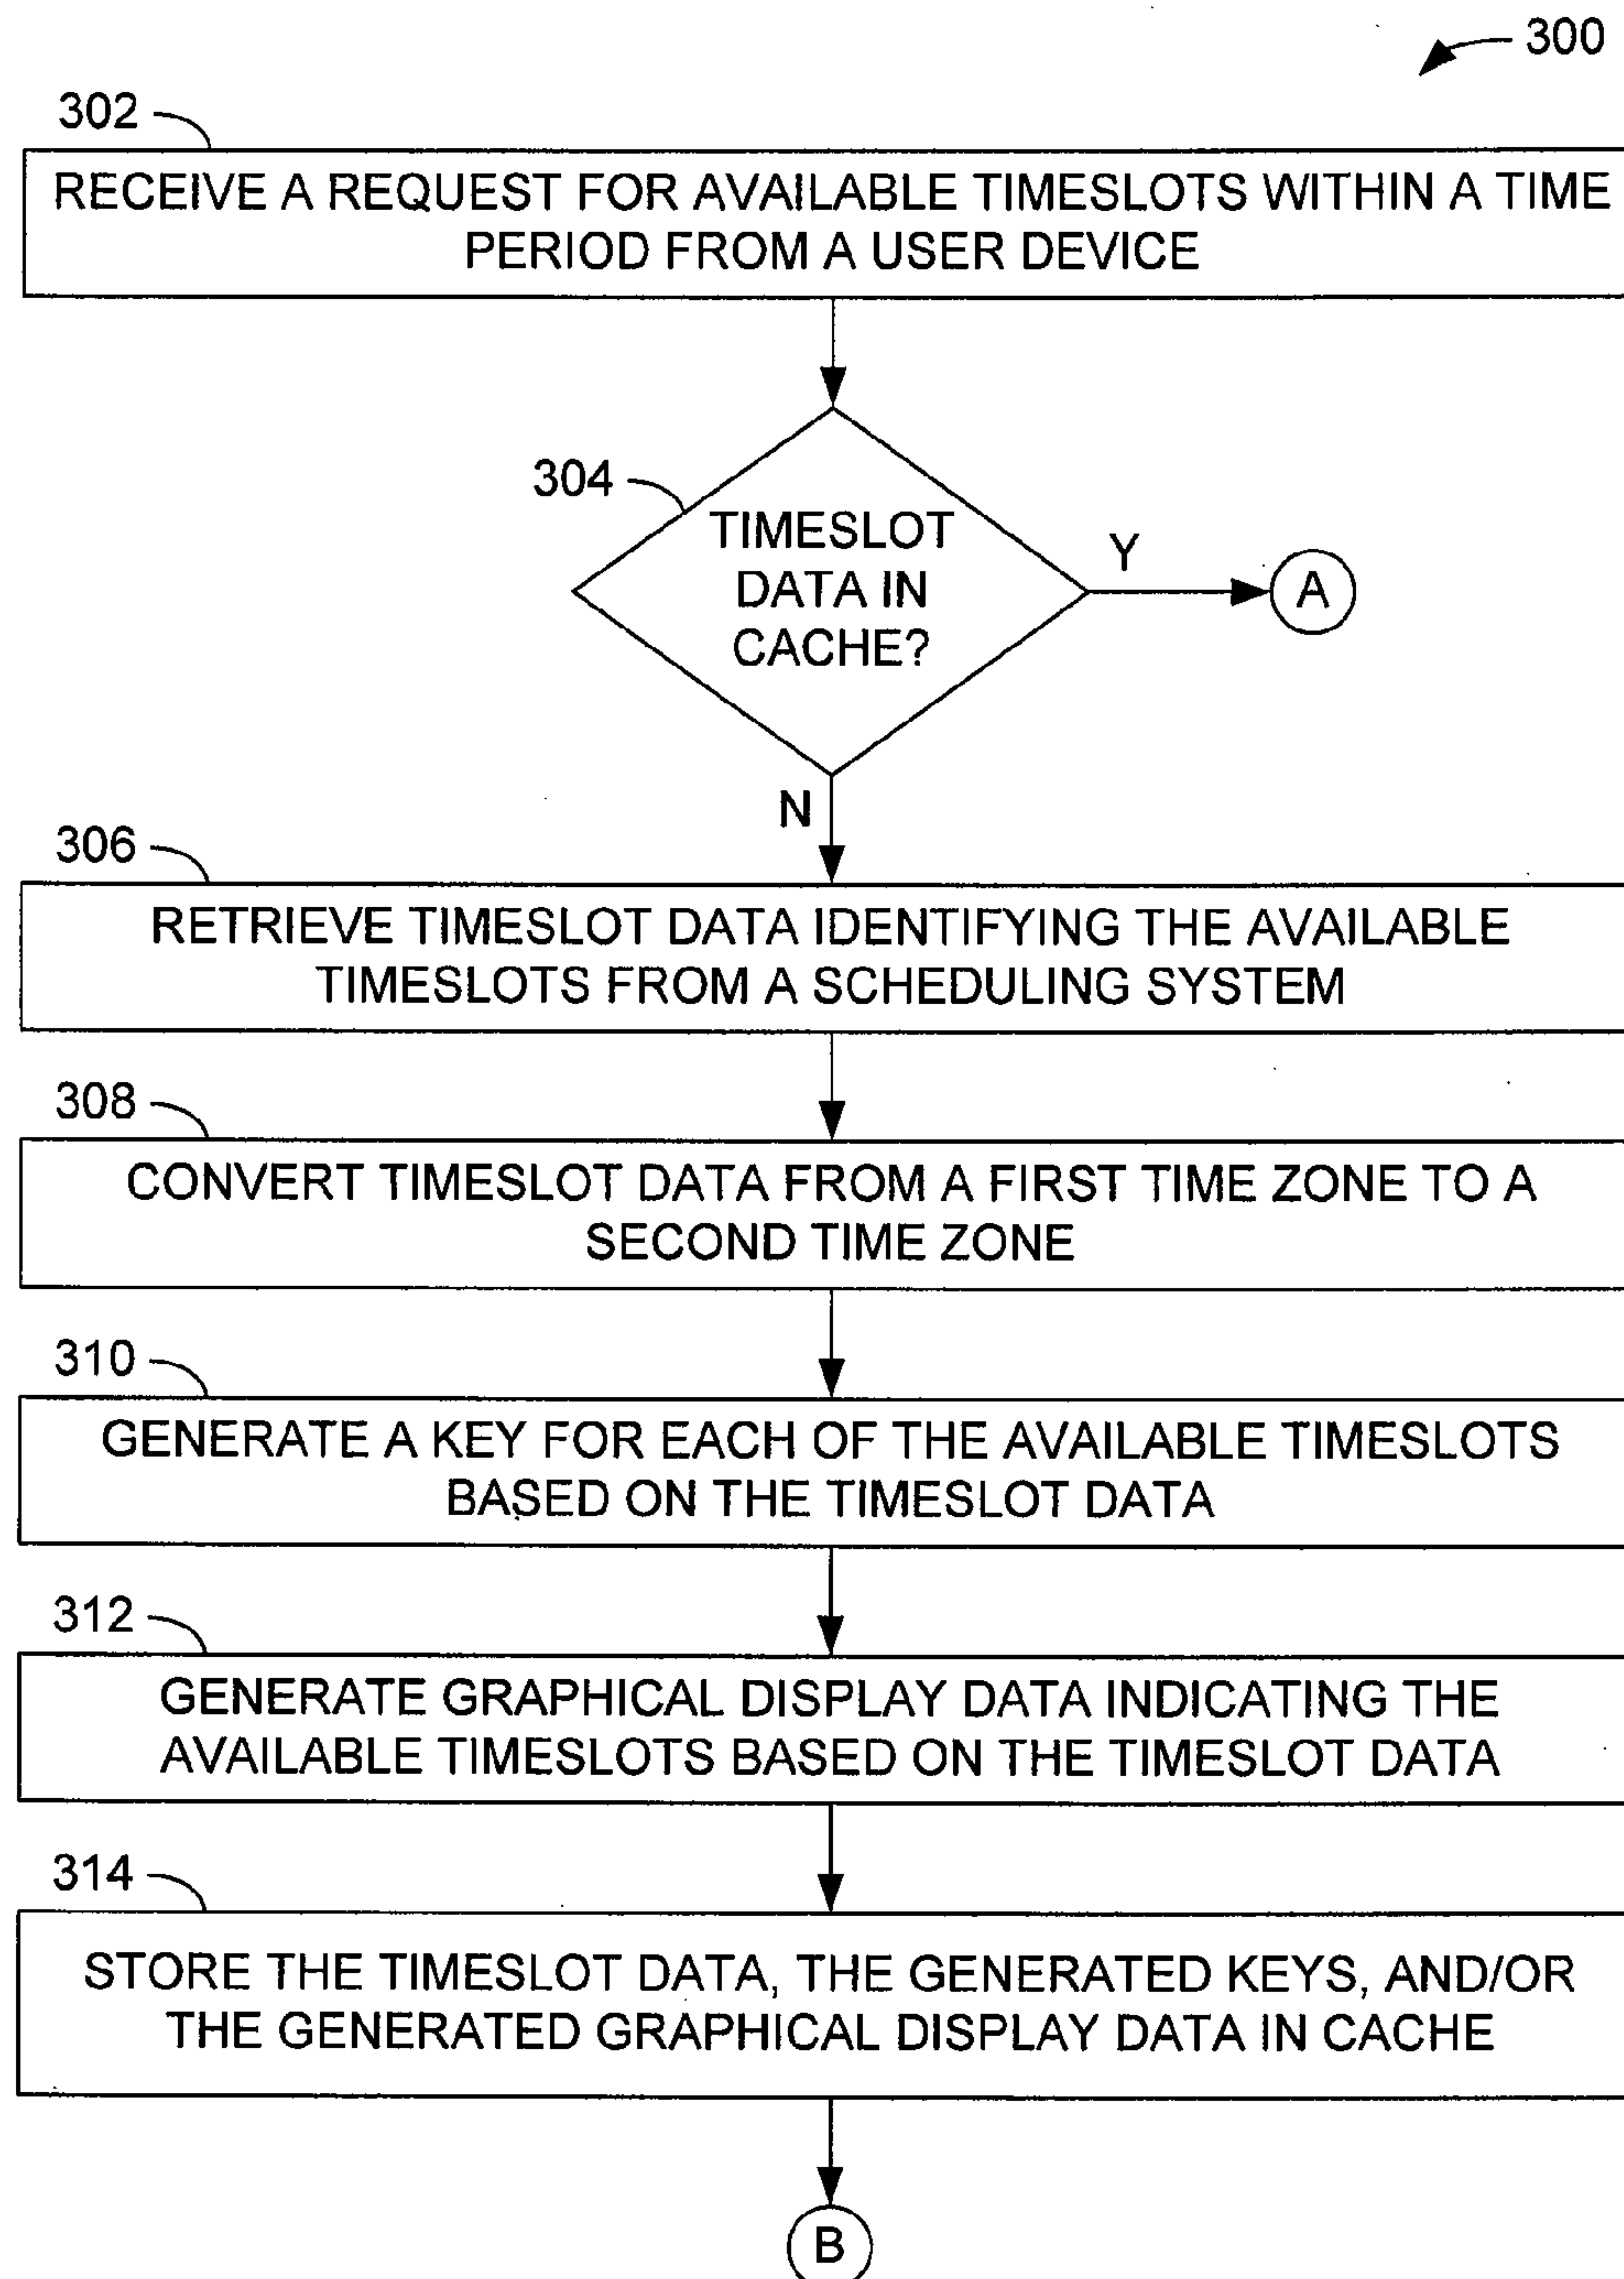 300
302
RECEIVE A REQUEST FOR AVAILABLE TIMESLOTS WITHIN A TIME
PERIOD FROM A USER DEVICE
304
TIMESLOT
DATA IN
CACHE?
Y
A
N
306
RETRIEVE TIMESLOT DATA IDENTIFYING THE AVAILABLE
TIMESLOTS FROM A SCHEDULING SYSTEM
308
CONVERT TIMESLOT DATA FROM A FIRST TIME ZONE TO A
SECOND TIME ZONE
310
GENERATE A KEY FOR EACH OF THE AVAILABLE TIMESLOTS
BASED ON THE TIMESLOT DATA
312
GENERATE GRAPHICAL DISPLAY DATA INDICATING THE
AVAILABLE TIMESLOTS BASED ON THE TIMESLOT DATA
314
STORE THE TIMESLOT DATA, THE GENERATED KEYS, AND/OR
THE GENERATED GRAPHICAL DISPLAY DATA IN CACHE
B